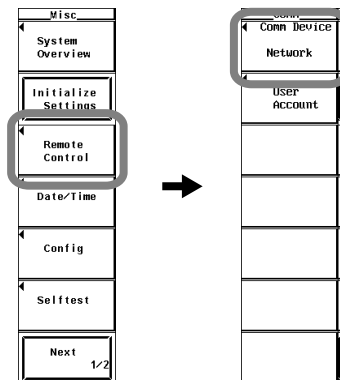 Misc
System
Overview
Initialize
Settings
Remote
Control
Date/Time
Config
Selftest
Next
1/2
Comm
Comm Device
Network
User
Account